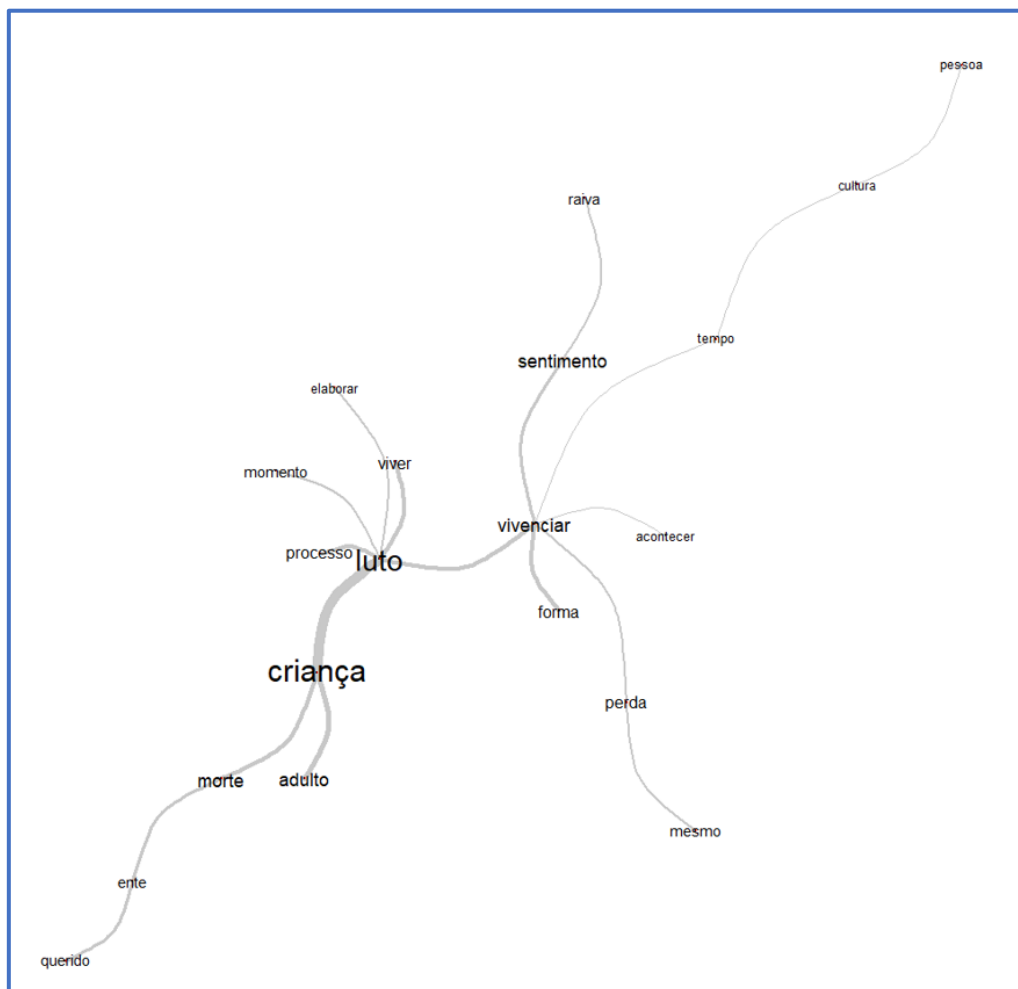 pessoa
cultura
raiva
tempo
sentimento
elaborar
viver
momento
vivenciar
acontecer
processo
luto
forma
criança
perda
morte
adulto
mesmo
ente
querido